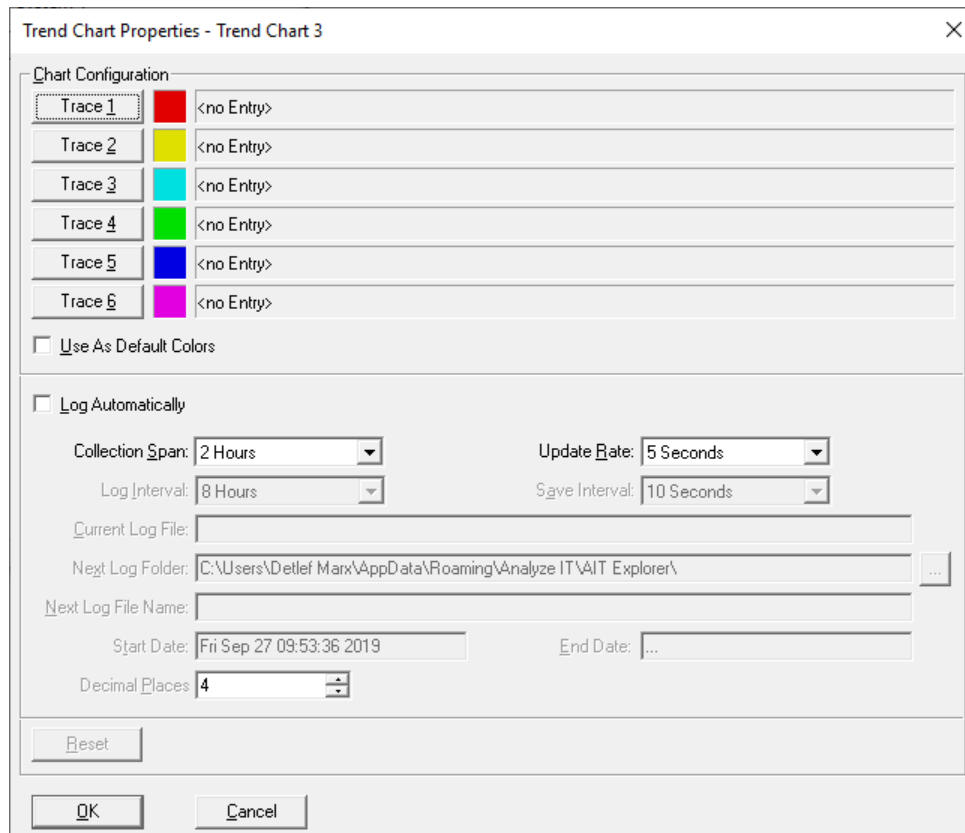 Trend Chart Properties - Trend Chart 3
Chart Configuration
Trace 1 <no Entry>
Trace 2 <no Entry>
Trace 3 <no Entry>
Trace 4 <no Entry>
Trace 5 <no Entry>
Trace 6 <no Entry>
Use As Default Colors
Log Automatically
Collection Span: 2 Hours Update Rate: 5 Seconds
Log Interval: 8 Hours Save Interval: 10 Seconds
Current Log File:
Next Log Folder: C:\Users\Detlef Marx\AppData\Roaming\Analyze IT\AIT Explorer\ ...
Next Log File Name:
Start Date: Fri Sep 27 09:53:36 2019 End Date: ...
Decimal Places 4
Reset
OK Cancel